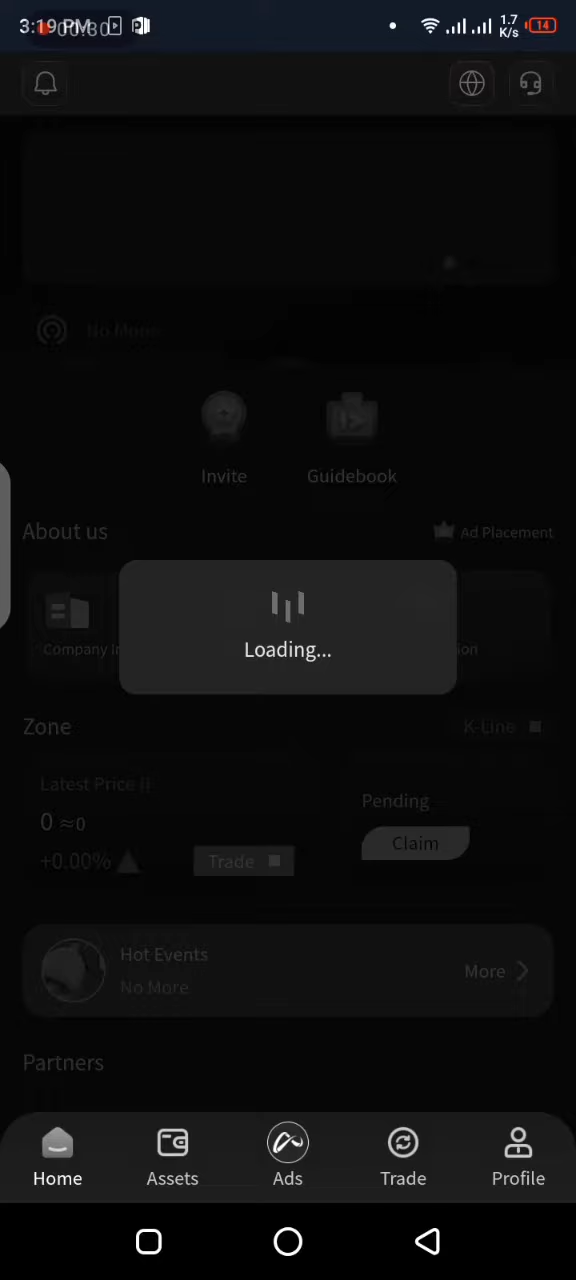 3:19 PM
00:30
1.7
K/s
14
No More
Invite
Guidebook
About us
Ad Placement
Company
Loading...
Zone
K-Line
Latest Price
0 ≈0
Pending
+0.00%
Trade
Claim
Hot Events
No More
More
Partners
Home
Assets
Ads
Trade
Profile